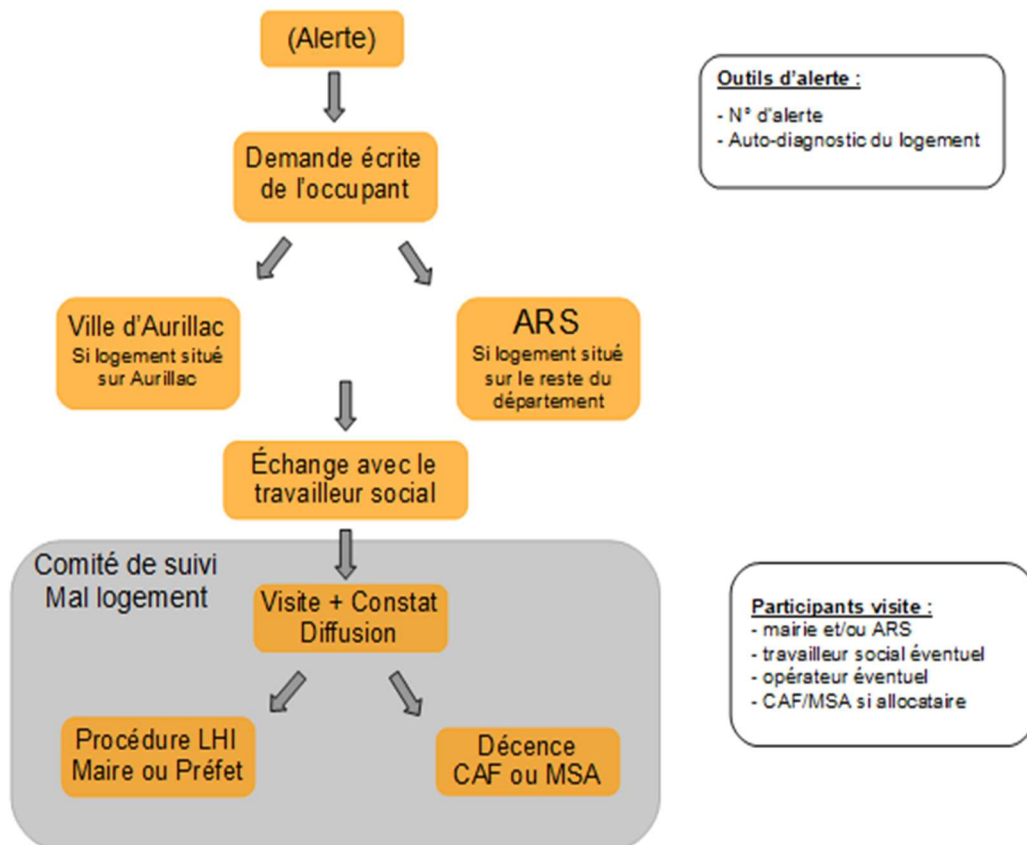 (Alerte)
Outils d'alerte :
- N° d'alerte
- Auto-diagnostic du logement
Demande écrite
de l'occupant
Ville d'Aurillac
Si logement situé
sur Aurillac
ARS
Si logement situé
sur le reste du
département
Échange avec le
travailleur social
Comité de suivi
Mal logement
Visite + Constat
Diffusion
Participants visite :
- mairie et/ou ARS
- travailleur social éventuel
- opérateur éventuel
- CAF/MSA si allocataire
Procédure LHI
Maire ou Préfet
Décence
CAF ou MSA